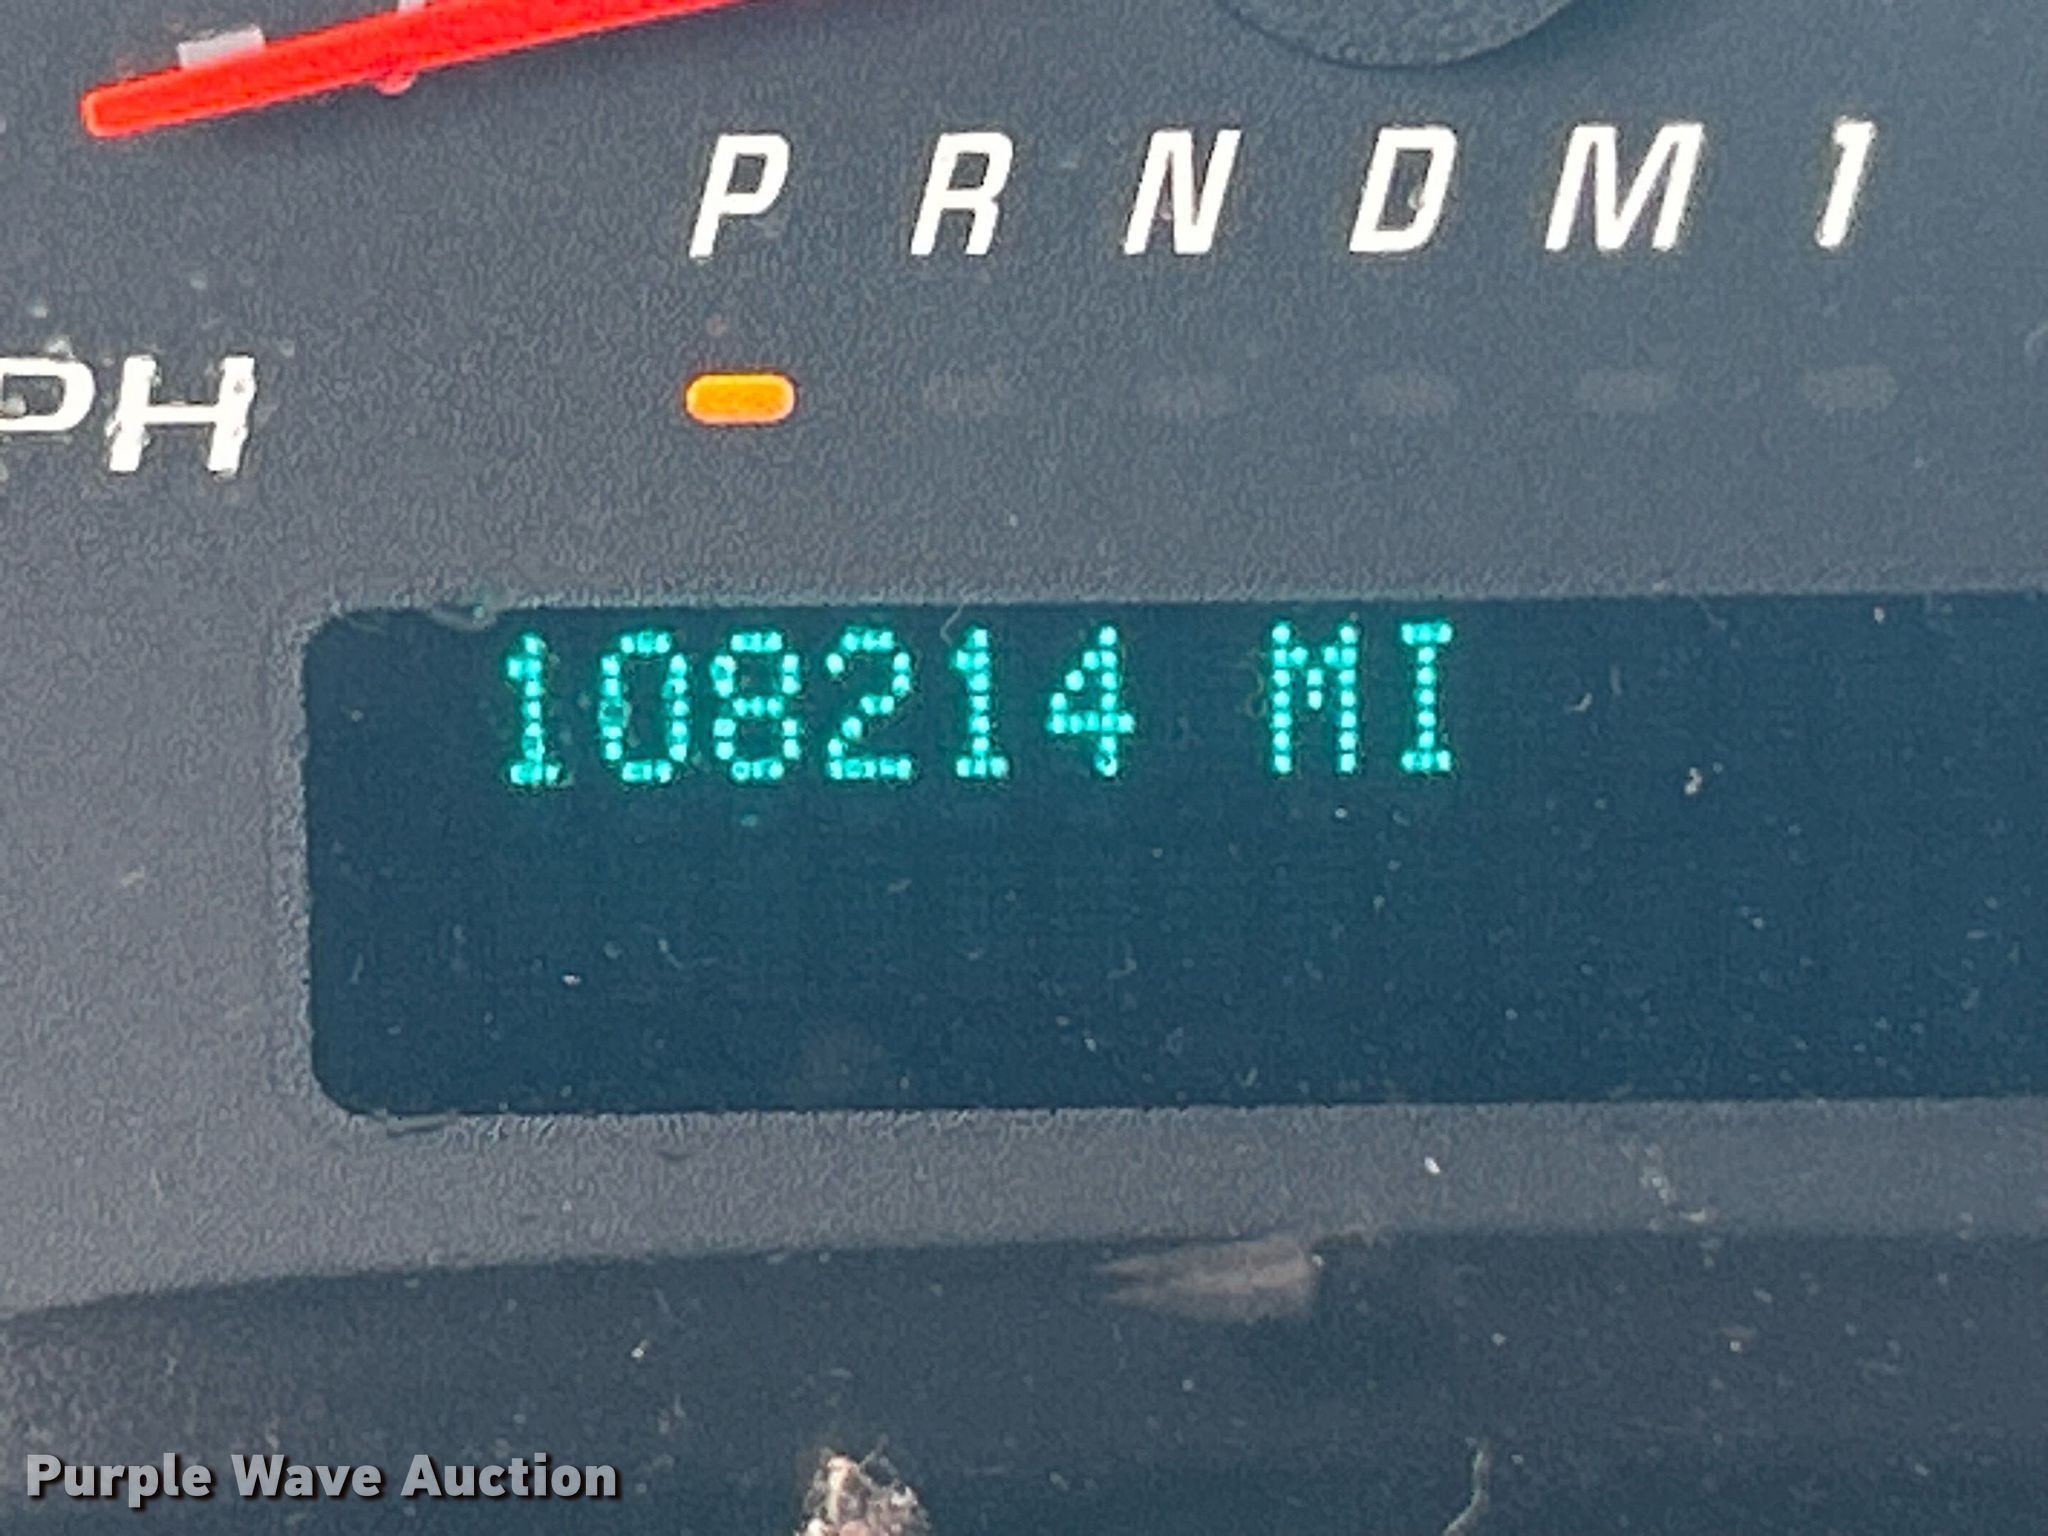 P R N D M 1
PH
108214 MI
Purple Wave Auction